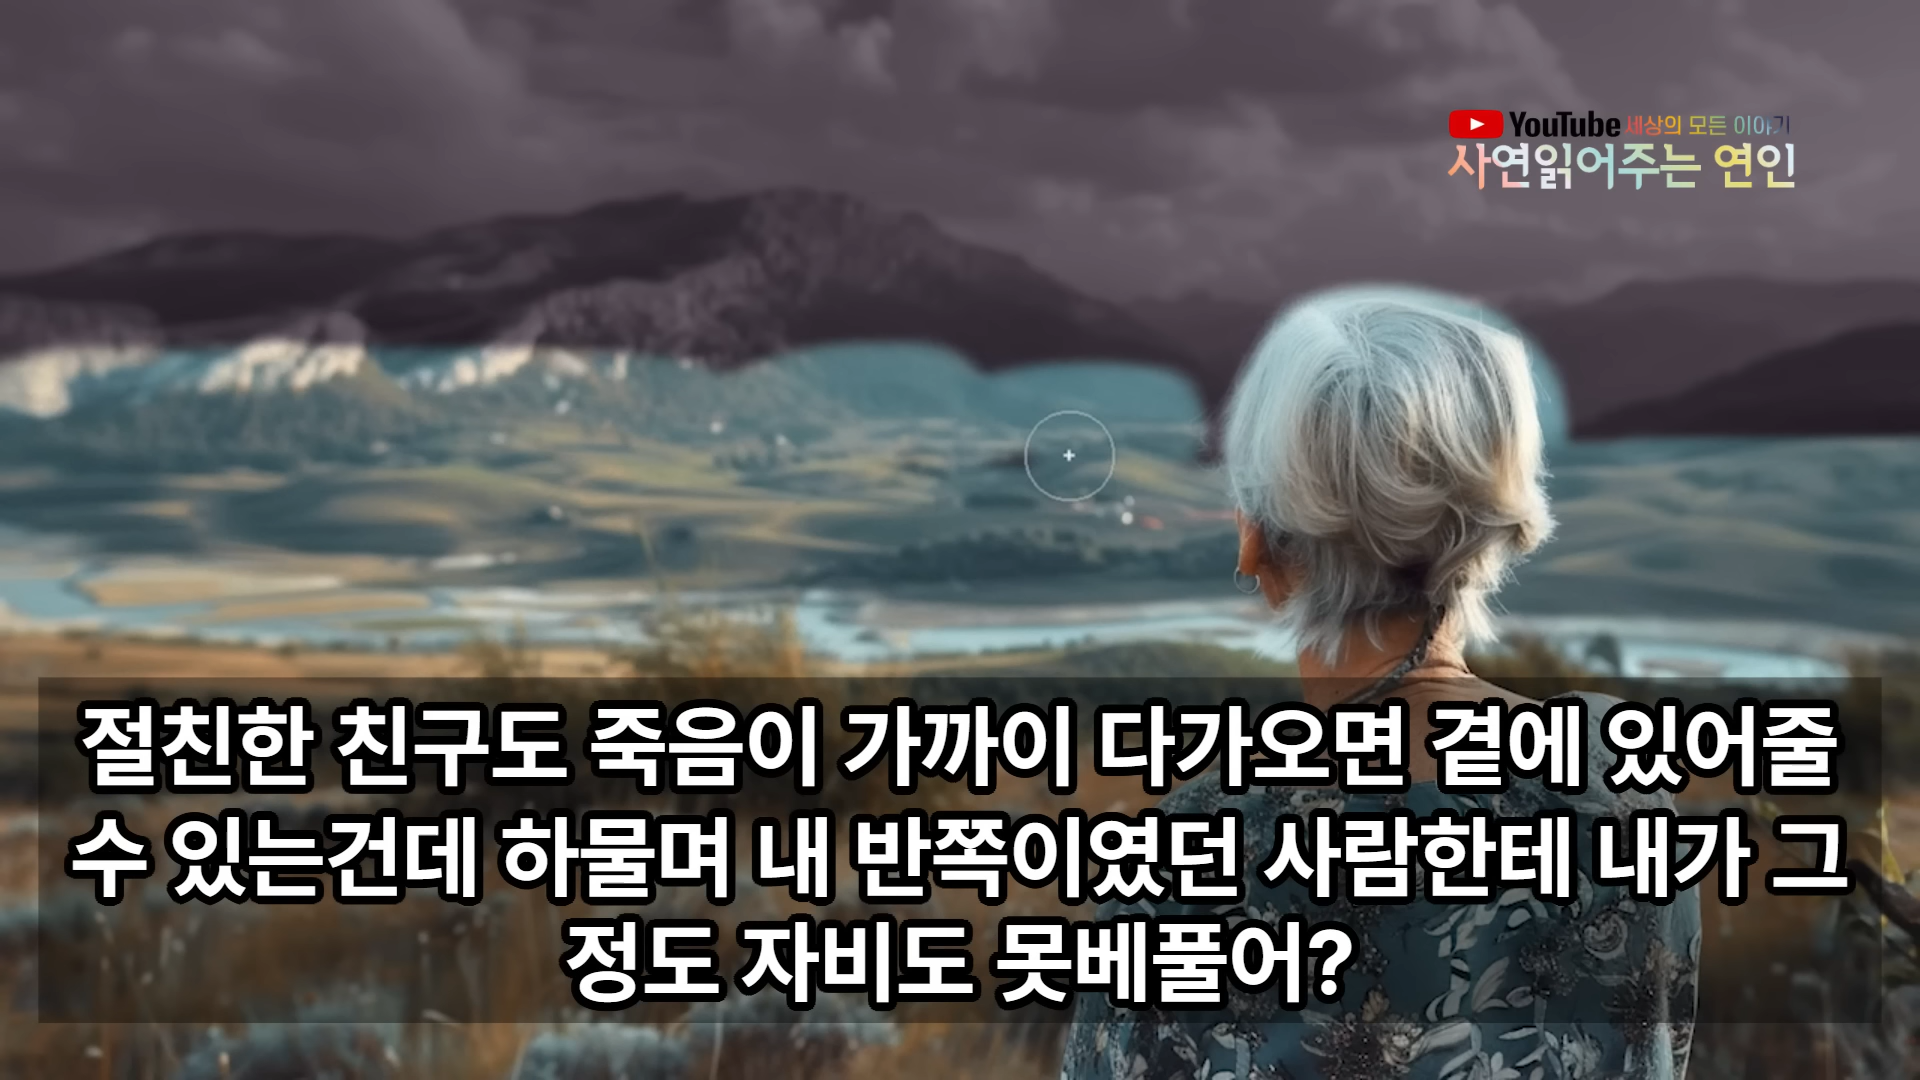 YouTube 세상의 모든 이야기
사연읽어주는 연인
절친한 친구도 죽음이 가까이 다가오면 곁에 있어줄
수 있는건데 하물며 내 반쪽이였던 사람한테 내가 그
정도 자비도 못베풀어?